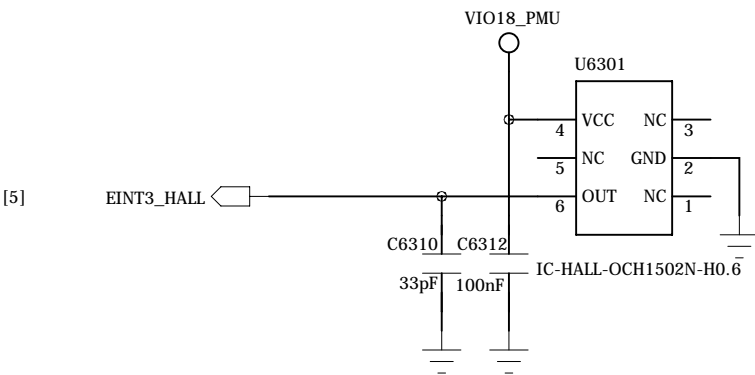 VIO18_PMU
U6301
4 VCC NC 3
5 NC GND 2
[5] EINT3_HALL 6 OUT NC 1
C6310 C6312
IC-HALL-OCH1502N-H0.6
33pF 100nF